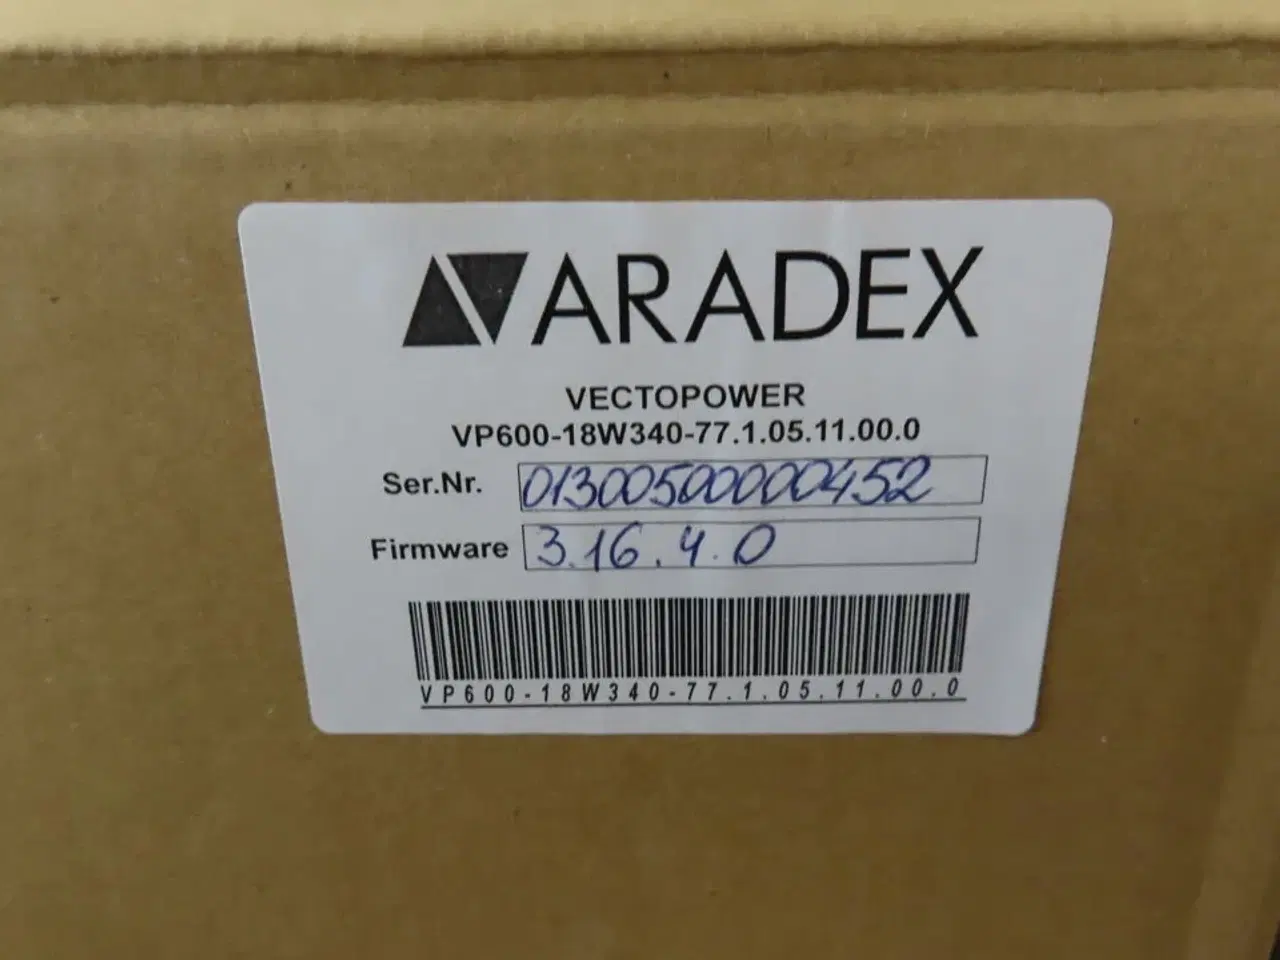 ARADEX
VECTOPOWER
VP600-18W340-77.1.05.11.00.0
Ser.Nr. 01300500000452
Firmware 3.16.4.0
VP600-18W340-77.1.05.11.00.0